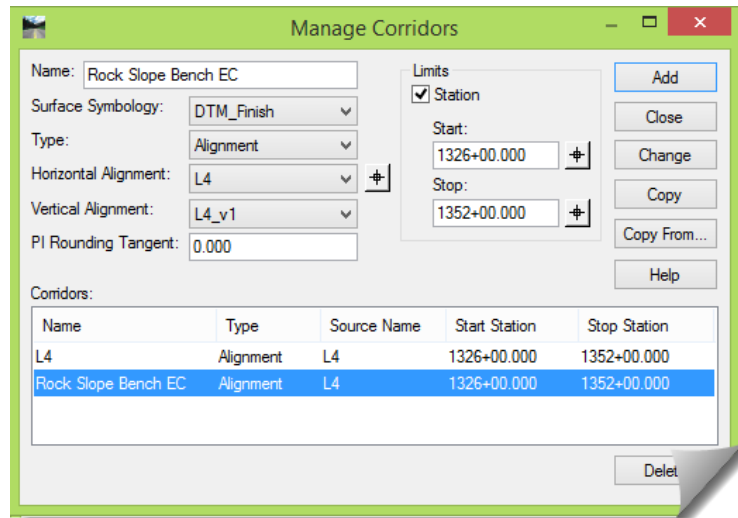 Manage Corridors
Name: Rock Slope Bench EC
Surface Symbology: DTM_Finish
Type: Alignment
Horizontal Alignment: L4
Vertical Alignment: L4_v1
PI Rounding Tangent: 0.000
Limits
Station
Start:
1326+00.000
Stop:
1352+00.000
Add
Close
Change
Copy
Copy From...
Help
Corridors:
Name Type Source Name Start Station Stop Station
L4 Alignment L4 1326+00.000 1352+00.000
Rock Slope Bench EC Alignment L4 1326+00.000 1352+00.000
Delet